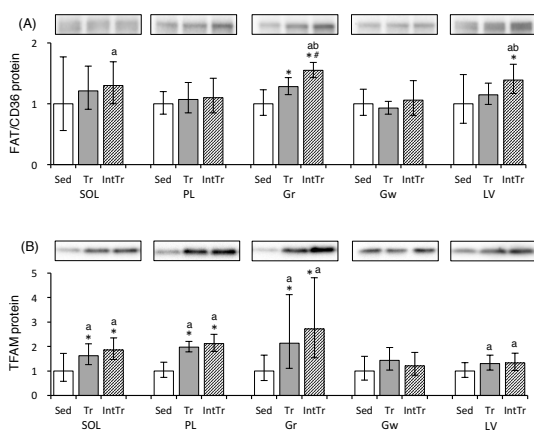 (A)
FAT/CD36 protein
2
1
0
a
*
ab
* #
ab
*
Sed Tr IntTr Sed Tr IntTr Sed Tr IntTr Sed Tr IntTr Sed Tr IntTr
SOL PL Gr Gw LV
(B)
TFAM protein
5
4
3
2
1
0
a a a a a * a a a
* * * * *
Sed Tr IntTr Sed Tr IntTr Sed Tr IntTr Sed Tr IntTr Sed Tr IntTr
SOL PL Gr Gw LV